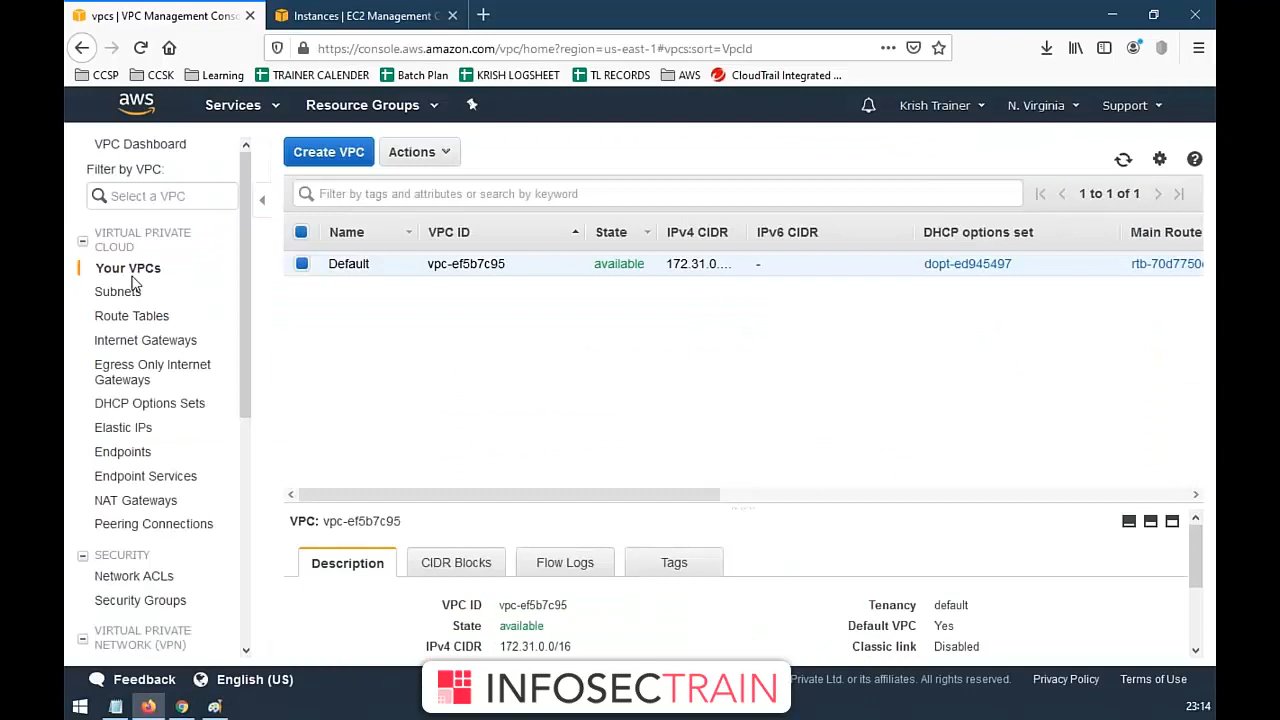 vpcs | VPC Management Conso
Instances | EC2 Management C
https://console.aws.amazon.com/vpc/home?region=us-east-1#vpcs:sort=VpcId
CCSP
CCSK
Learning
TRAINER CALENDER
Batch Plan
KRISH LOGSHEET
TL RECORDS
AWS
CloudTrail Integrated ...
aws
Services
Resource Groups
Krish Trainer
N. Virginia
Support
VPC Dashboard
Filter by VPC:
Select a VPC
VIRTUAL PRIVATE
CLOUD
Your VPCs
Subnets
Route Tables
Internet Gateways
Egress Only Internet
Gateways
DHCP Options Sets
Elastic IPs
Endpoints
Endpoint Services
NAT Gateways
Peering Connections
SECURITY
Network ACLs
Security Groups
VIRTUAL PRIVATE
NETWORK (VPN)
Create VPC
Actions
Filter by tags and attributes or search by keyword
1 to 1 of 1
Name VPC ID State IPv4 CIDR IPv6 CIDR DHCP options set Main Route
Default vpc-ef5b7c95 available 172.31.0.... - dopt-ed945497 rtb-70d7750
VPC: vpc-ef5b7c95
Description
CIDR Blocks
Flow Logs
Tags
VPC ID vpc-ef5b7c95 Tenancy default
State available Default VPC Yes
IPv4 CIDR 172.31.0.0/16 Classic link Disabled
Feedback
English (US)
Private Ltd. or its affiliates. All rights reserved.
Privacy Policy
Terms of Use
INFOSECTRAIN
23:14